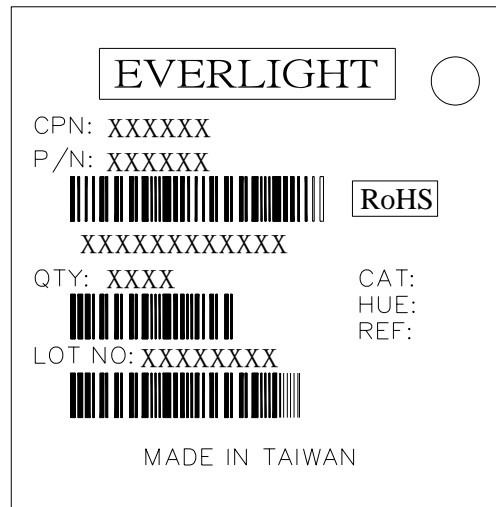 EVERLIGHT
CPN: XXXXXX
P/N: XXXXXX
RoHS
XXXXXXXXXXXX
QTY: XXXX
CAT:
HUE:
REF:
LOT NO: XXXXXXXX
MADE IN TAIWAN